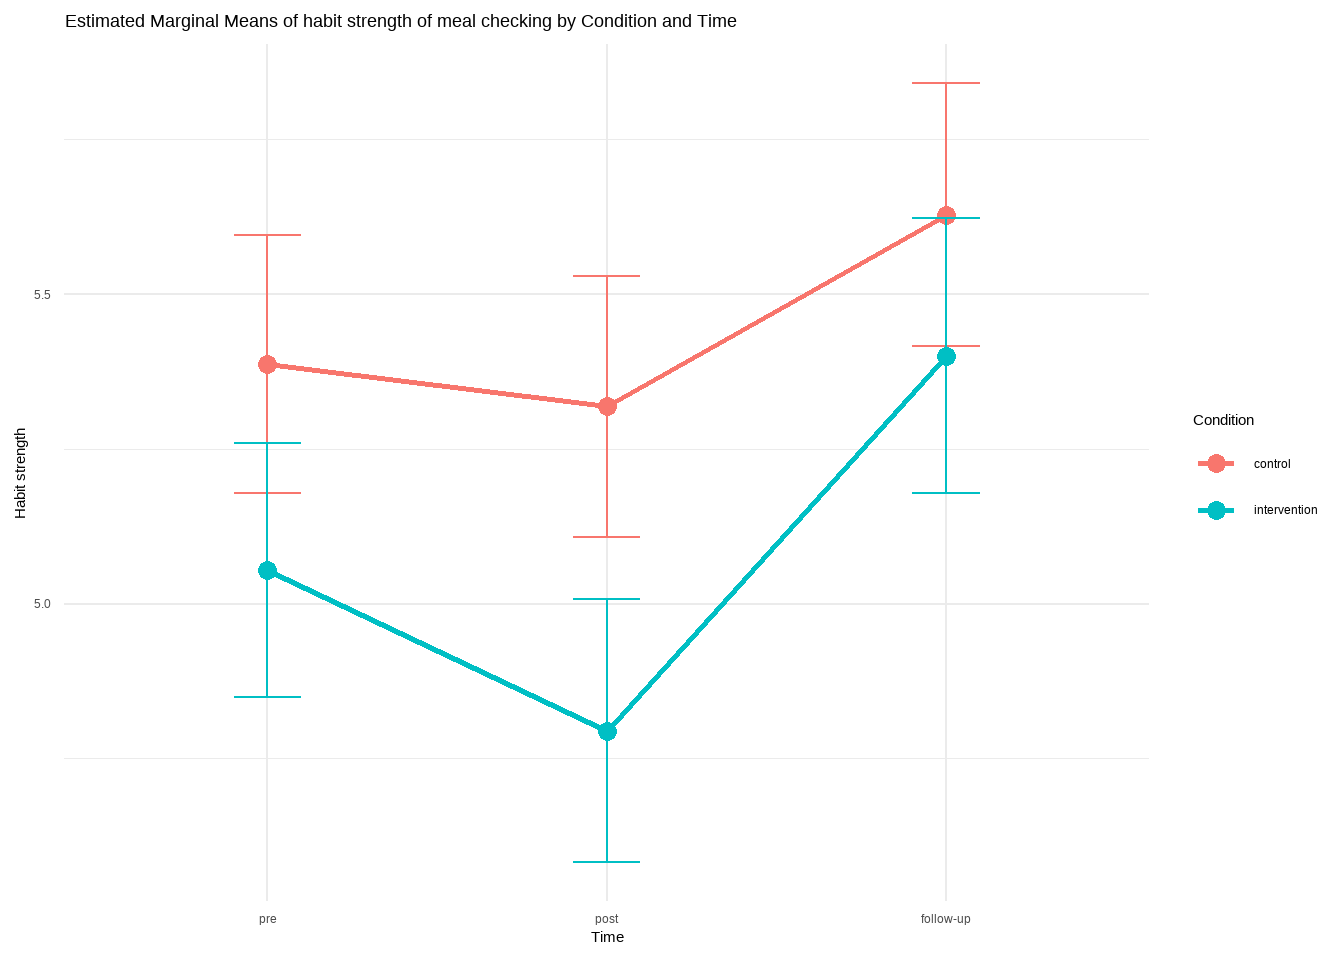 Estimated Marginal Means of habit strength of meal checking by Condition and Time
Habit strength
5.5
5.0
pre
post
follow-up
Time
Condition
control
intervention